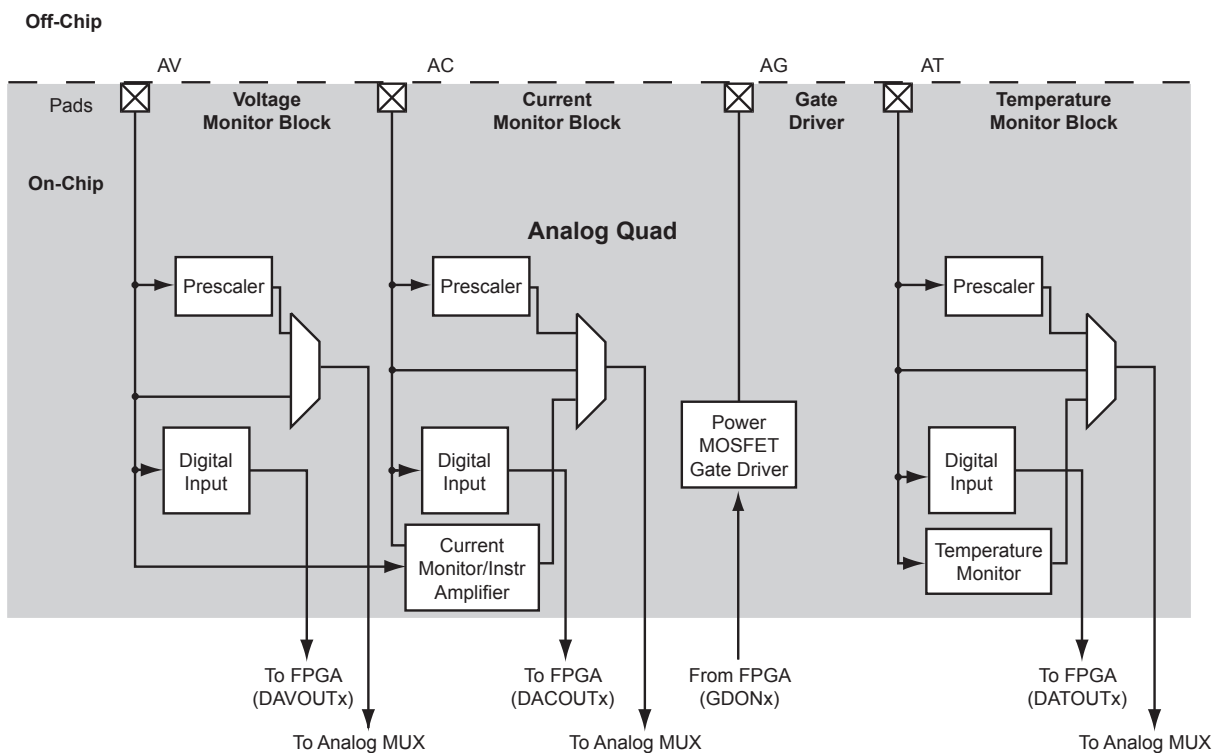 Off-Chip
AV
AC
AG
AT
Pads
Voltage
Monitor Block
Current
Monitor Block
Gate
Driver
Temperature
Monitor Block
On-Chip
Analog Quad
Prescaler
Prescaler
Prescaler
Digital
Input
Digital
Input
Power
MOSFET
Gate Driver
Digital
Input
Current
Monitor/Instr
Amplifier
Temperature
Monitor
To FPGA
(DAVOUTx)
To FPGA
(DACOUTx)
From FPGA
(GDONx)
To FPGA
(DATOUTx)
To Analog MUX
To Analog MUX
To Analog MUX